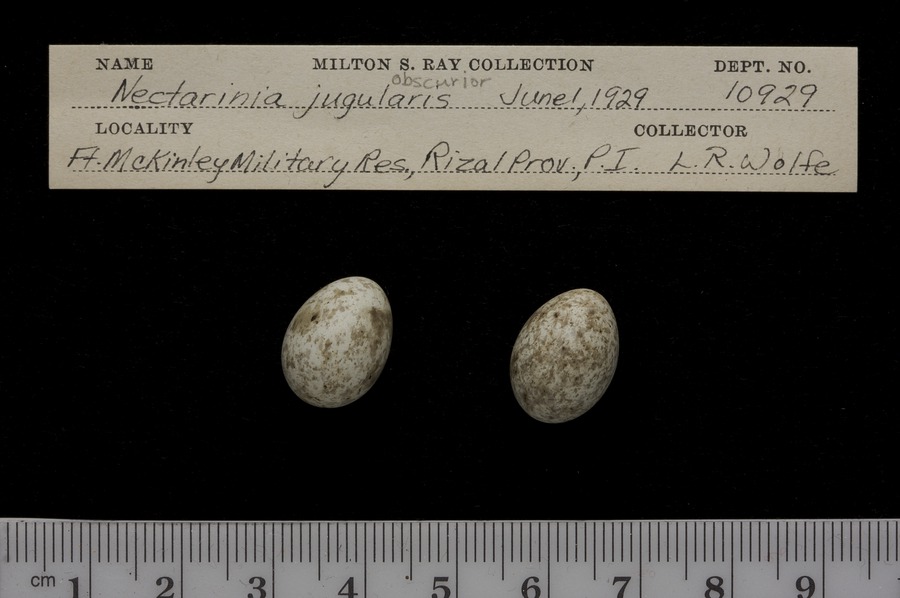 NAME MILTON S. RAY COLLECTION DEPT. NO.
obscurior
Nectarinia jugularis June 1, 1929 10929
LOCALITY COLLECTOR
Ft. McKinley Military Res., Rizal Prov., P.I. L.R. Wolfe
cm 1 2 3 4 5 6 7 8 9